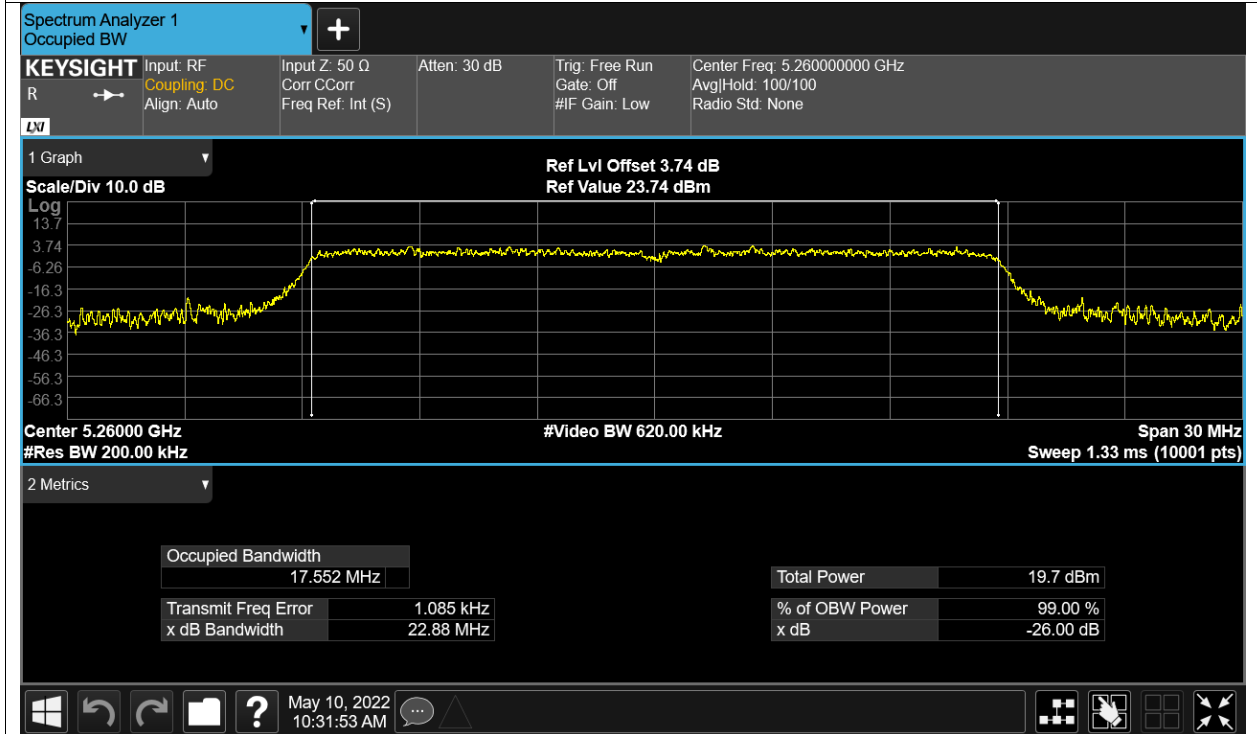 Spectrum Analyzer 1
Occupied BW
+
KEYSIGHT
R
LXI
Input: RF
Coupling: DC
Align: Auto
Input Z: 50 Ω
Corr CCorr
Freq Ref: Int (S)
Atten: 30 dB
Trig: Free Run
Gate: Off
#IF Gain: Low
Center Freq: 5.260000000 GHz
Avg|Hold: 100/100
Radio Std: None
1 Graph
Ref Lvl Offset 3.74 dB
Scale/Div 10.0 dB
Ref Value 23.74 dBm
Log
13.7
3.74
-6.26
-16.3
-26.3
-36.3
-46.3
-56.3
-66.3
Center 5.26000 GHz
#Video BW 620.00 kHz
Span 30 MHz
#Res BW 200.00 kHz
Sweep 1.33 ms (10001 pts)
2 Metrics
Occupied Bandwidth
17.552 MHz
Total Power 19.7 dBm
Transmit Freq Error 1.085 kHz
% of OBW Power 99.00 %
x dB Bandwidth 22.88 MHz
x dB -26.00 dB
?
May 10, 2022
10:31:53 AM